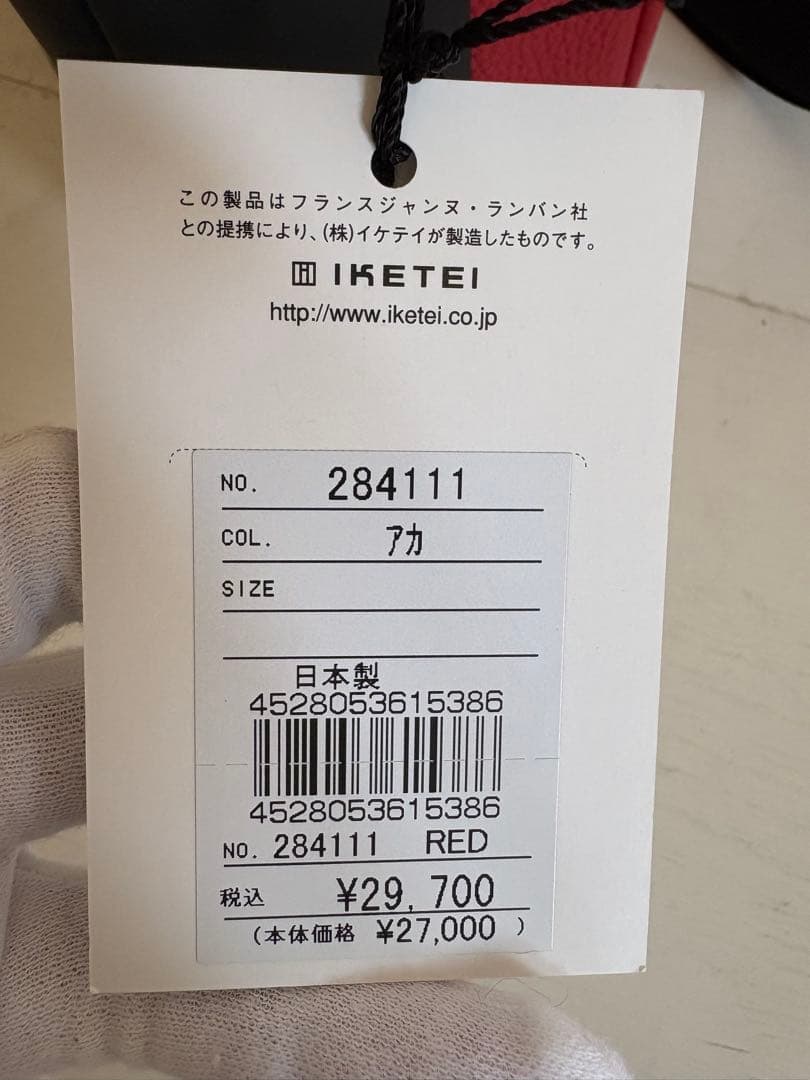 この製品はフランスジャンヌ・ランバン社
との提携により、(株)イケテイが製造したものです。
IKETEI
http://www.iketei.co.jp
NO. 284111
COL. アカ
SIZE
日本製
4528053615386
4528053615386
NO. 284111 RED
税込 ¥29,700
(本体価格 ¥27,000 )